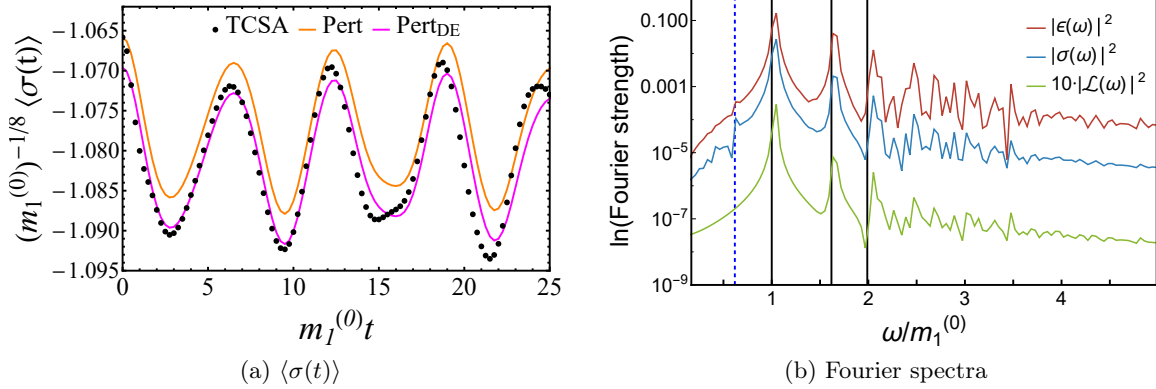 TCSA Pert Pert_DE
(m_1^(0))^{-1/8} ⟨σ(t)⟩
-1.065
-1.070
-1.075
-1.080
-1.085
-1.090
-1.095
0 5 10 15 20 25
m_1^(0) t
(a) ⟨σ(t)⟩
|ϵ(ω)|^2
|σ(ω)|^2
10·|ℒ(ω)|^2
ln(Fourier strength)
0.100
0.001
10^-5
10^-7
10^-9
1 2 3 4
ω/m_1^(0)
(b) Fourier spectra